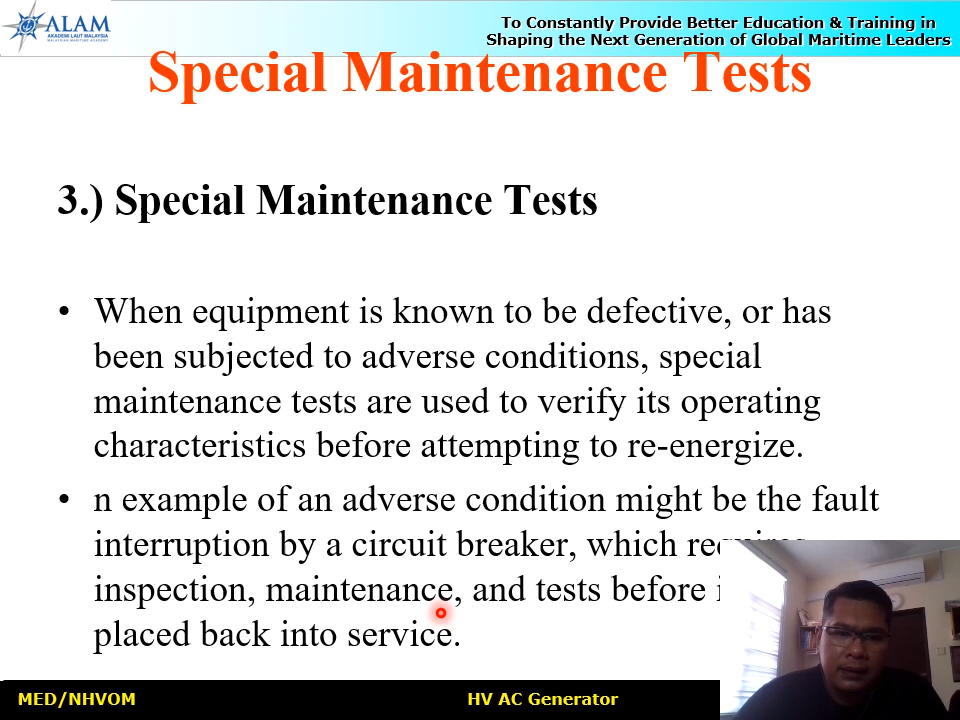 ALAM
AKADEMI LAUT MALAYSIA
MALAYSIAN MARITIME ACADEMY
To Constantly Provide Better Education & Training in
Shaping the Next Generation of Global Maritime Leaders
Special Maintenance Tests
3.) Special Maintenance Tests
• When equipment is known to be defective, or has
been subjected to adverse conditions, special
maintenance tests are used to verify its operating
characteristics before attempting to re-energize.
• n example of an adverse condition might be the fault
interruption by a circuit breaker, which requires
inspection, maintenance, and tests before
placed back into service.
MED/NHVOM
HV AC Generator